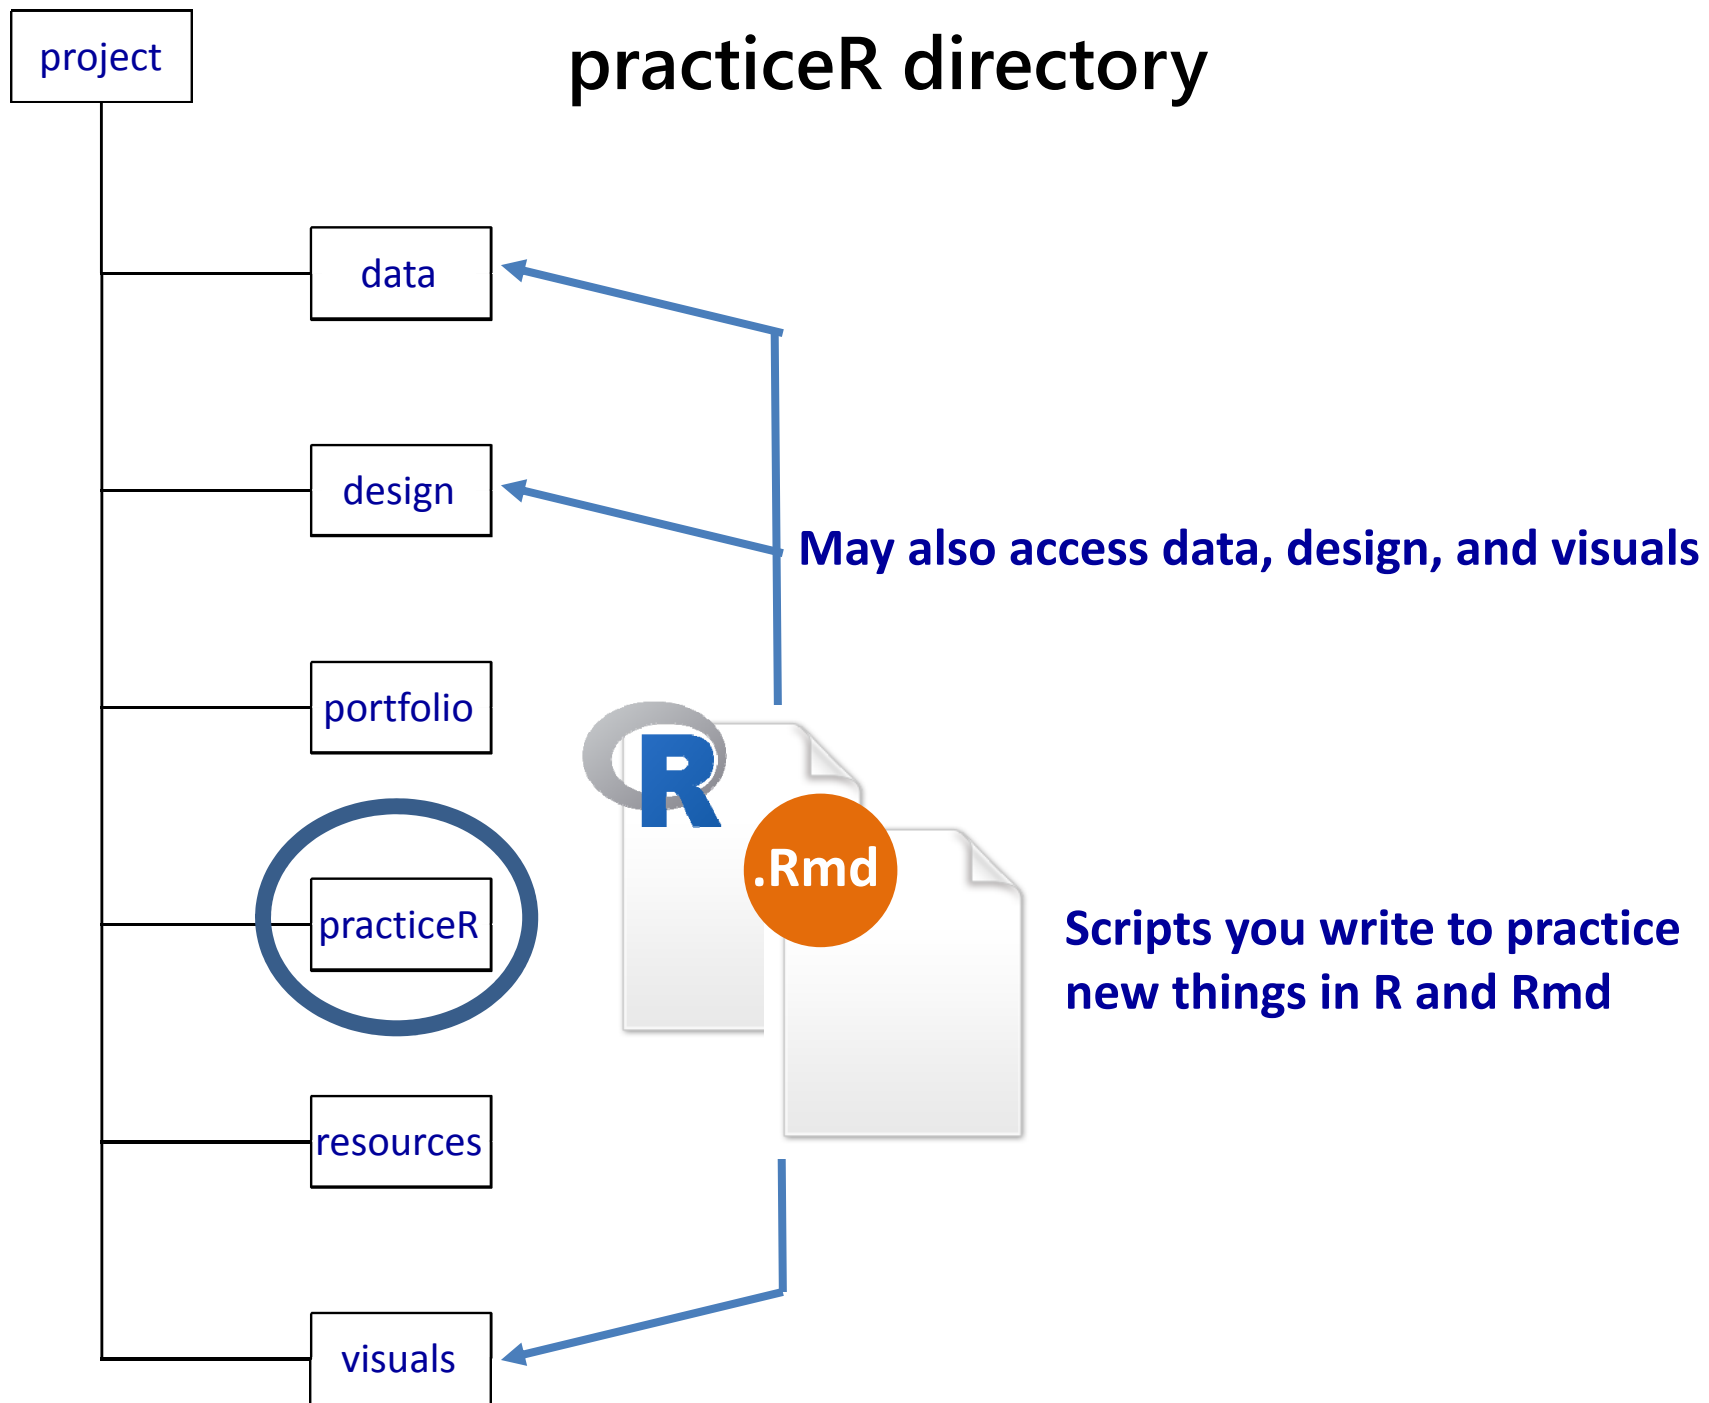 project
practiceR directory
data
design
May also access data, design, and visuals
portfolio
R
.Rmd
practiceR
Scripts you write to practice
new things in R and Rmd
resources
visuals